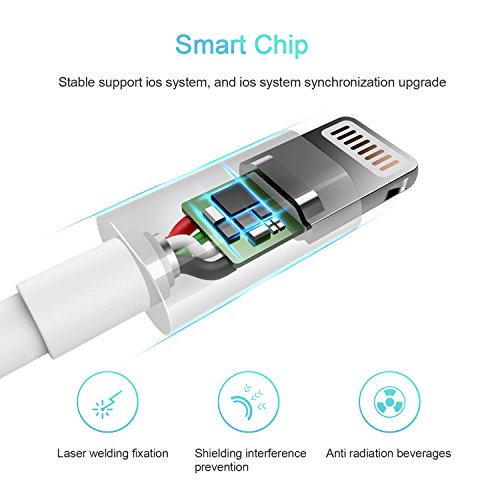 Smart Chip
Stable support ios system, and ios system synchronization upgrade
Laser welding fixation
Shielding interference
prevention
Anti radiation beverages